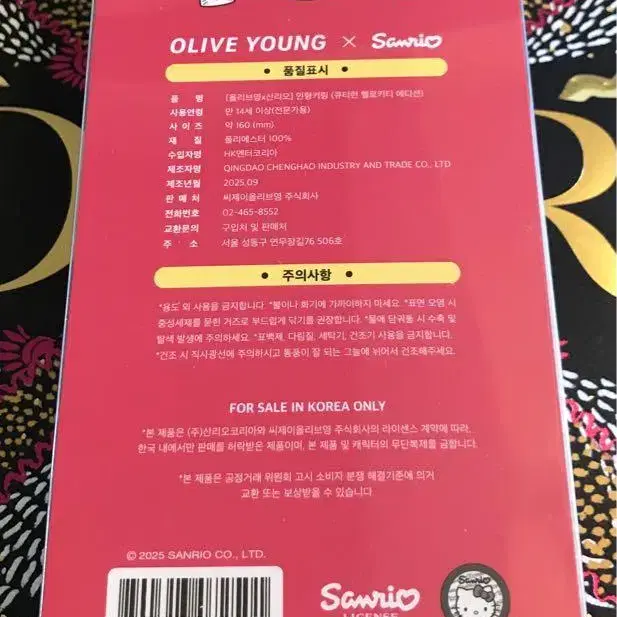 OLIVE YOUNG × Sanrio
• 품질표시 •
품 명 [올리브영x산리오] 인형키링 (큐티런 헬로키티 에디션)
사용연령 만 14세 이상(전문가용)
사 이 즈 약 160 (mm)
재 질 폴리에스터 100%
수입자명 HK엔터코리아
제조자명 QINGDAO CHENGHAO INDUSTRY AND TRADE CO., LTD
제조년월 2025.09
판 매 처 씨제이올리브영 주식회사
전화번호 02-465-8552
교환문의 구입처 및 판매처
주 소 서울 성동구 연무장길76 506호
• 주의사항 •
*용도 외 사용을 금지합니다. *불이나 화기에 가까이하지 마세요. *표면 오염 시
중성세제를 묻힌 거즈로 부드럽게 닦기를 권장합니다. *물에 담궈둘 시 수축 및
탈색 발생에 주의하세요. *표백제, 다림질, 세탁기, 건조기 사용을 금지합니다.
*건조 시 직사광선에 주의하시고 통풍이 잘 되는 그늘에 뉘어서 건조해주세요.
FOR SALE IN KOREA ONLY
*본 제품은 (주)산리오코리아와 씨제이올리브영 주식회사의 라이센스 계약에 따라,
한국 내에서만 판매를 허락받은 제품이며, 본 제품 및 캐릭터의 무단복제를 금합니다.
*본 제품은 공정거래 위원회 고시 소비자 분쟁 해결기준에 의거
교환 또는 보상받을 수 있습니다.
© 2025 SANRIO CO., LTD.
Sanrio
LICENSE